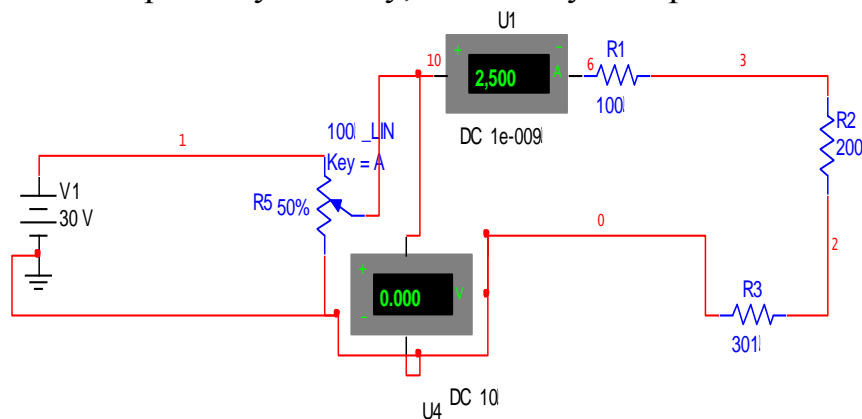 U1
10
2,500
A
6
R1
3
100
DC 1e-009
R2
200
1
100 _LIN
Key = A
V1
30 V
R5 50%
0
2
0.000
V
R3
301
DC 10
U4